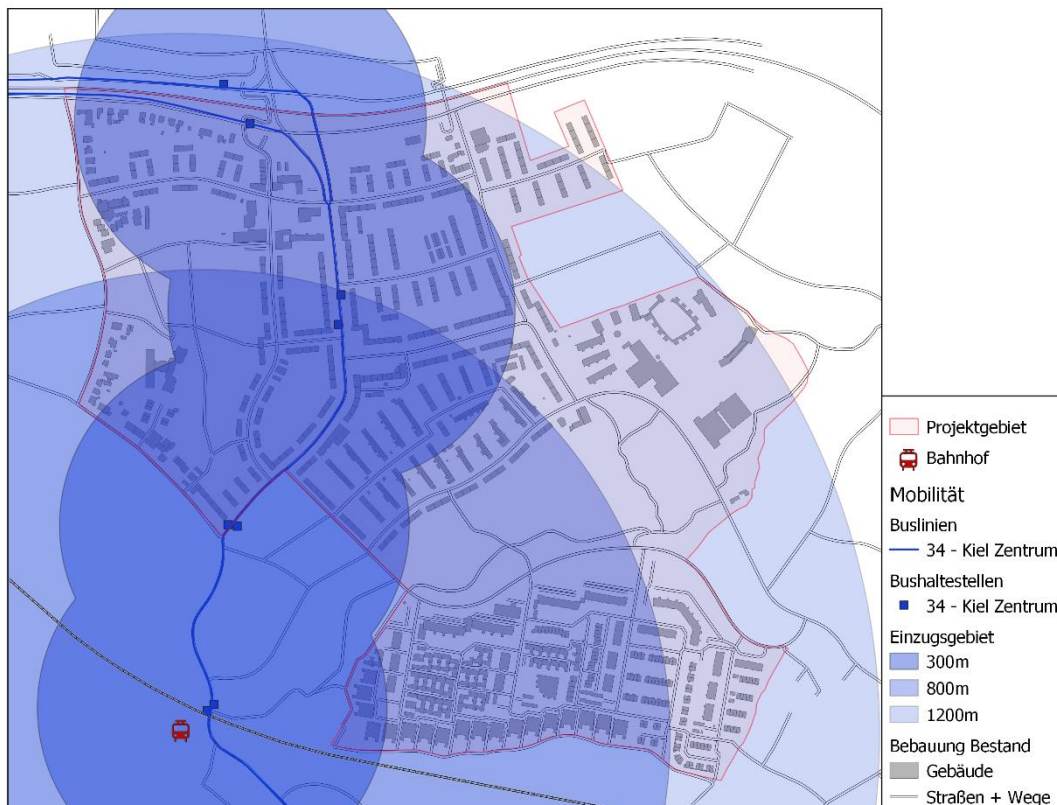 Projektgebiet
Bahnhof
Mobilität
Buslinien
34 - Kiel Zentrum
Bushaltestellen
34 - Kiel Zentrum
Einzugsgebiet
300m
800m
1200m
Bebauung Bestand
Gebäude
Straßen + Wege